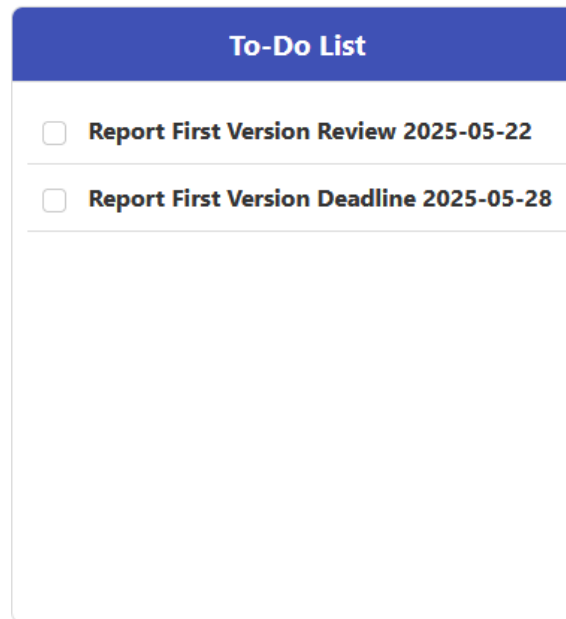 To-Do List
Report First Version Review 2025-05-22
Report First Version Deadline 2025-05-28